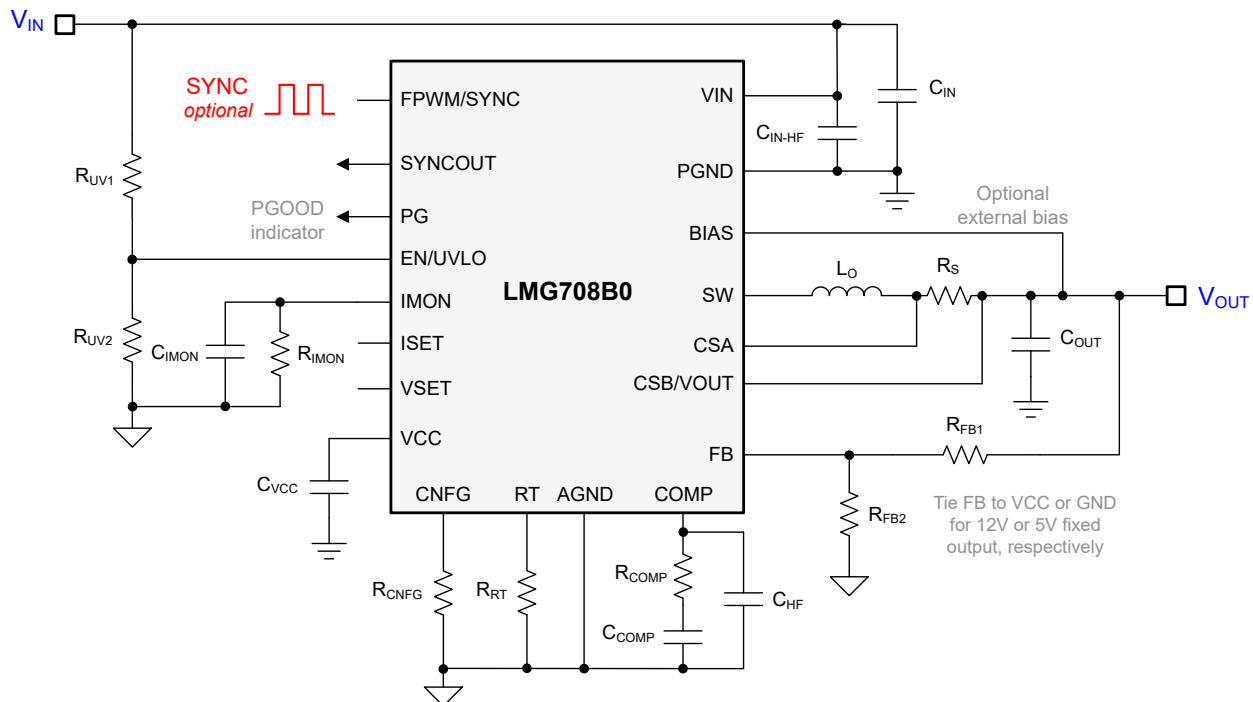 VIN
SYNC
optional
FPWM/SYNC
VIN
CIN
CIN-HF
SYNCOUT
PGND
RUV1
PGOOD
indicator
PG
Optional
external bias
BIAS
EN/UVLO
LMG708B0
LO
RS
IMON
SW
VOUT
RUV2
CIMON
RIMON
ISET
CSA
COUT
VSET
CSB/VOUT
VCC
FB
RFB1
CVCC
CNFG
RT
AGND
COMP
RFB2
Tie FB to VCC or GND
for 12V or 5V fixed
output, respectively
RCNFG
RRT
RCOMP
CHF
CCOMP